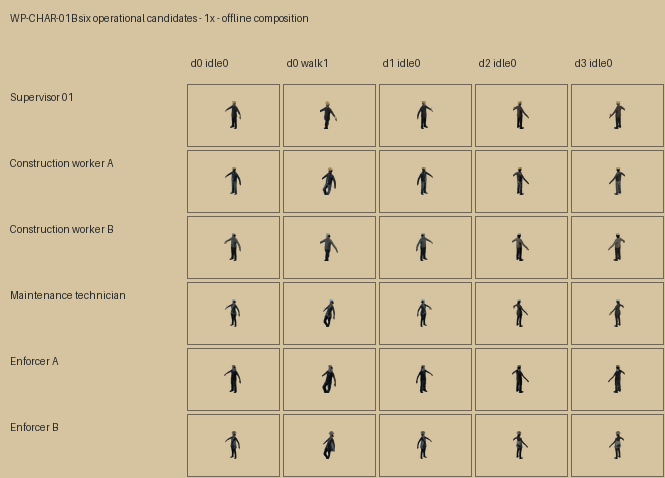 WP-CHAR-01B six operational candidates - 1x - offline composition
d0 idle0 d0 walk1 d1 idle0 d2 idle0 d3 idle0
Supervisor 01
Construction worker A
Construction worker B
Maintenance technician
Enforcer A
Enforcer B